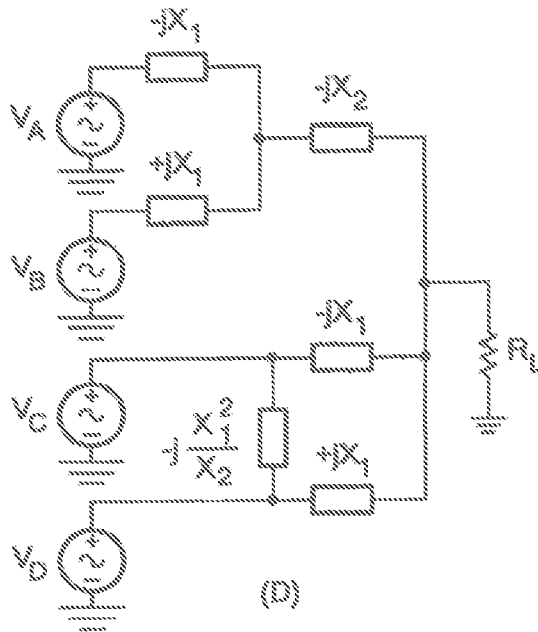 -jX1
-jX2
VA
+jX1
VB
-jX1
RL
VC
-j X1^2/X2
+jX1
VD
(D)